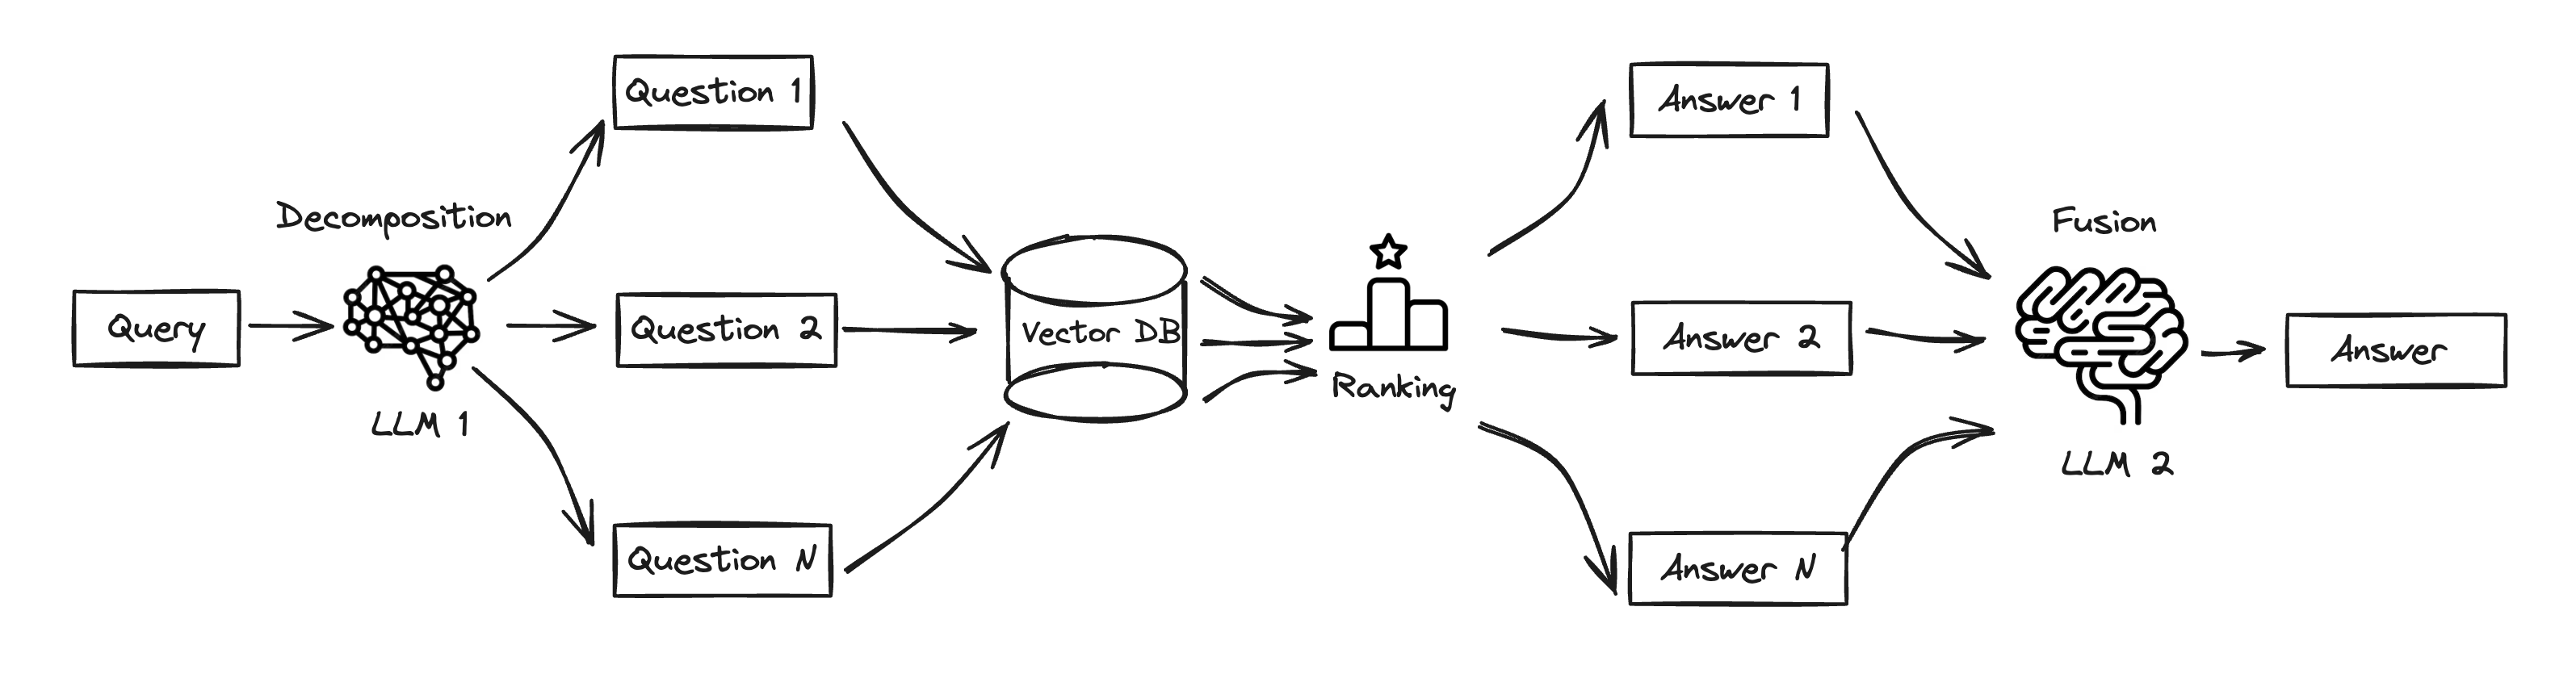 Query
Decomposition
LLM 1
Question 1
Question 2
Question N
Vector DB
Ranking
Answer 1
Answer 2
Answer N
Fusion
LLM 2
Answer